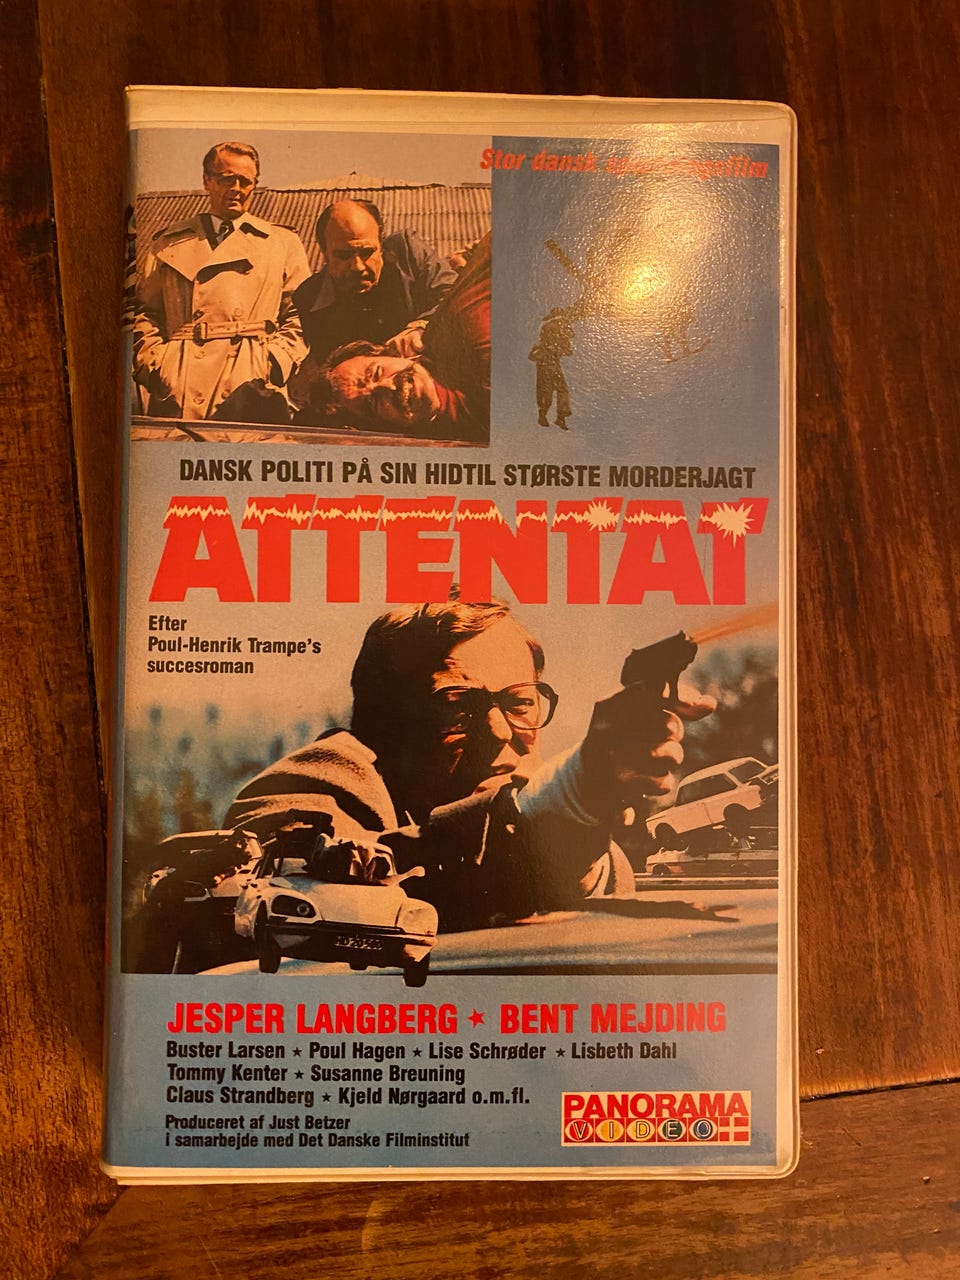 Stor dansk spændingsfilm
DANSK POLITI PÅ SIN HIDTIL STØRSTE MORDERJAGT
ATTENTAT
Efter
Poul-Henrik Trampe's
succesroman
JESPER LANGBERG ★ BENT MEJDING
Buster Larsen ★ Poul Hagen ★ Lise Schrøder ★ Lisbeth Dahl
Tommy Kenter ★ Susanne Breuning
Claus Strandberg ★ Kjeld Nørgaard o.m.fl.
Produceret af Just Betzer
i samarbejde med Det Danske Filminstitut
PANORAMA
VIDEO